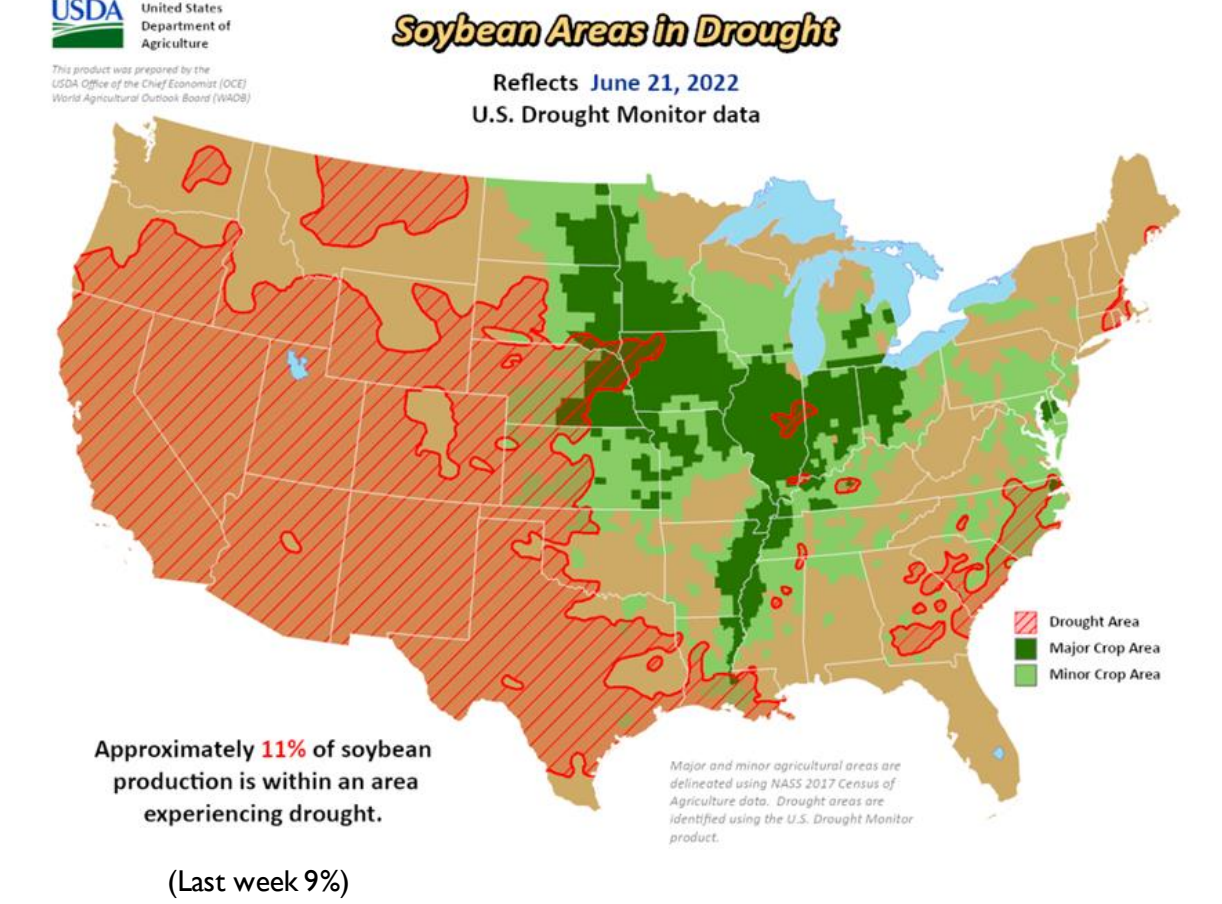 USDA
United States
Department of
Agriculture
This product was prepared by the
USDA Office of the Chief Economist (OCE)
World Agricultural Outlook Board (WAOB)
Soybean Areas in Drought
Reflects June 21, 2022
U.S. Drought Monitor data
Drought Area
Major Crop Area
Minor Crop Area
Approximately 11% of soybean
production is within an area
experiencing drought.
Major and minor agricultural areas are
delineated using NASS 2017 Census of
Agriculture data. Drought areas are
identified using the U.S. Drought Monitor
product.
(Last week 9%)